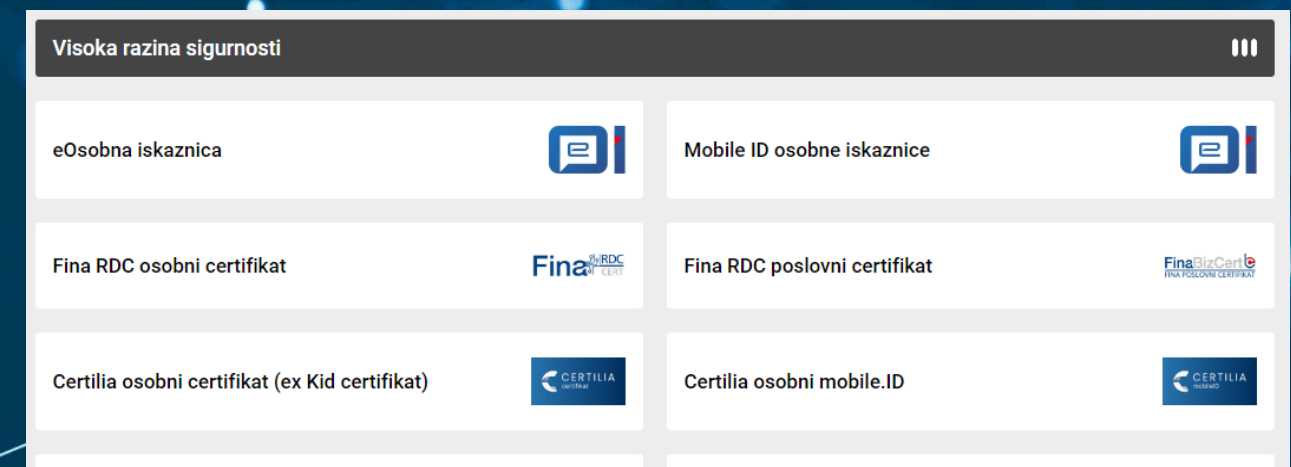 Visoka razina sigurnosti
eOsobna iskaznica
Mobile ID osobne iskaznice
Fina RDC osobni certifikat
Fina RDC CERT
Fina RDC poslovni certifikat
FinaBizCert
FINA POSLOVNI CERTIFIKAT
Certilia osobni certifikat (ex Kid certifikat)
CERTILIA
certifikat
Certilia osobni mobile.ID
CERTILIA
mobileID